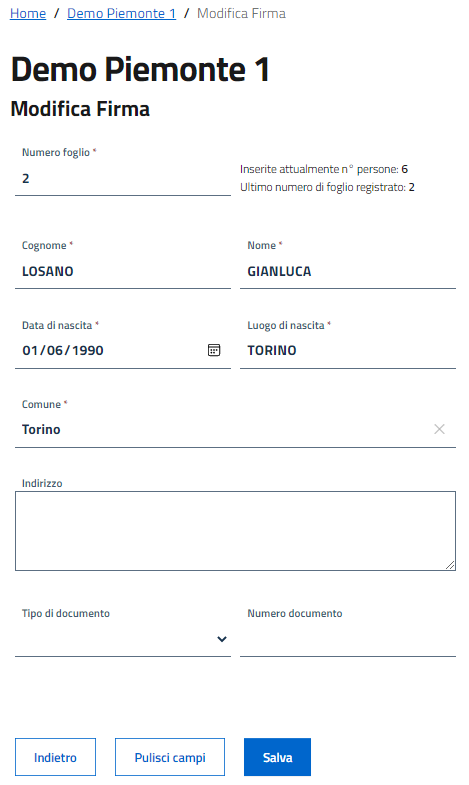 Home / Demo Piemonte 1 / Modifica Firma
Demo Piemonte 1
Modifica Firma
Numero foglio *
2
Inserite attualmente n° persone: 6
Ultimo numero di foglio registrato: 2
Cognome * Nome *
LOSANO GIANLUCA
Data di nascita * Luogo di nascita *
01/06/1990 TORINO
Comune *
Torino
Indirizzo
Tipo di documento Numero documento
Indietro Pulisci campi Salva